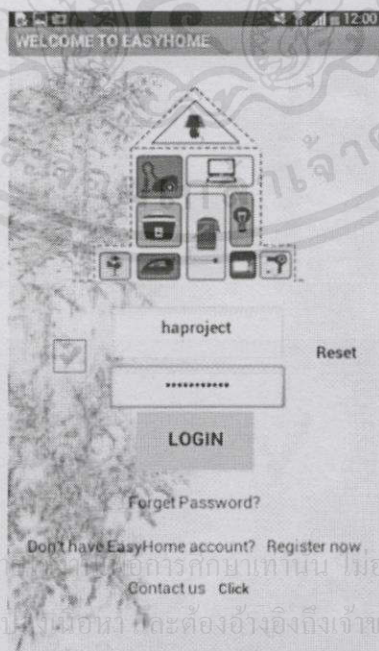 12:00
WELCOME TO EASYHOME
haproject
Reset
•••••••••••
LOGIN
Forget Password?
Don't have EasyHome account? Register now
Contact us Click